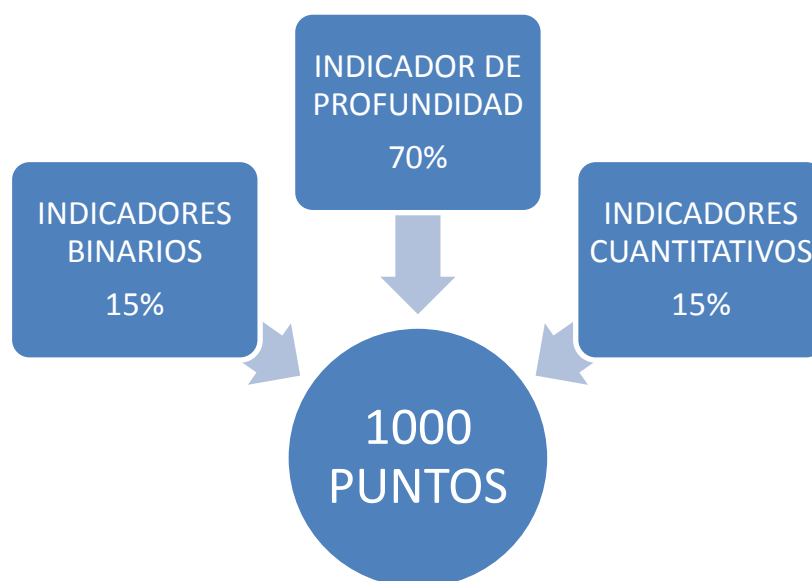 INDICADOR DE
PROFUNDIDAD
70%
INDICADORES
BINARIOS
15%
INDICADORES
CUANTITATIVOS
15%
1000
PUNTOS